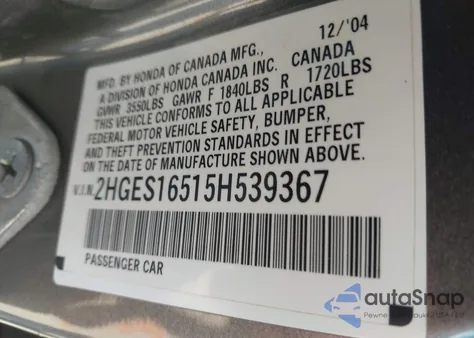 12/'04
MFD. BY HONDA OF CANADA MFG.,
A DIVISION OF HONDA CANADA INC. CANADA
GVWR 3550LBS GAWR F 1840LBS R 1720LBS
THIS VEHICLE CONFORMS TO ALL APPLICABLE
FEDERAL MOTOR VEHICLE SAFETY, BUMPER,
AND THEFT PREVENTION STANDARDS IN EFFECT
ON THE DATE OF MANUFACTURE SHOWN ABOVE.
V.I.N. 2HGES16515H539367
PASSENGER CAR
autoSnap